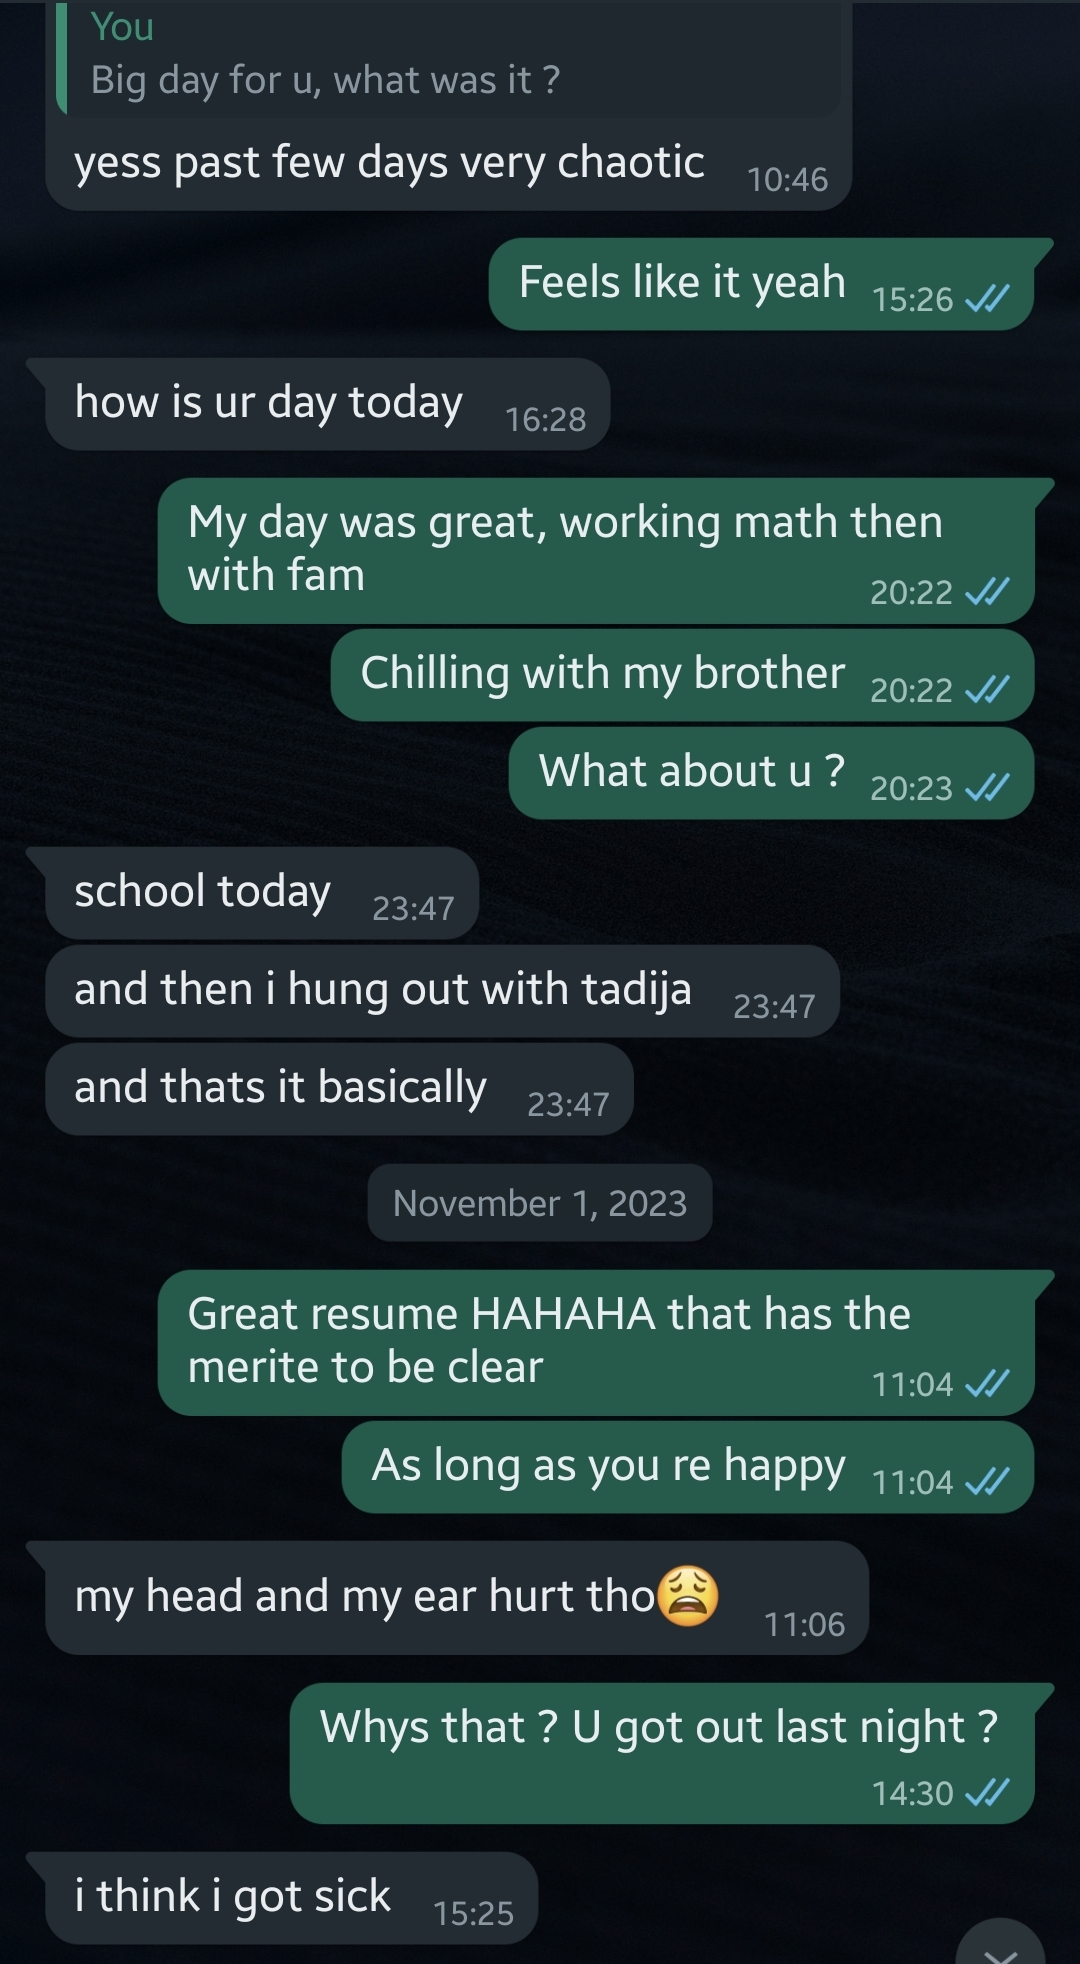 You
Big day for u, what was it ?
yess past few days very chaotic 10:46
Feels like it yeah 15:26
how is ur day today 16:28
My day was great, working math then
with fam 20:22
Chilling with my brother 20:22
What about u ? 20:23
school today 23:47
and then i hung out with tadija 23:47
and thats it basically 23:47
November 1, 2023
Great resume HAHAHA that has the
merite to be clear 11:04
As long as you re happy 11:04
my head and my ear hurt tho😩 11:06
Whys that ? U got out last night ?
14:30
i think i got sick 15:25